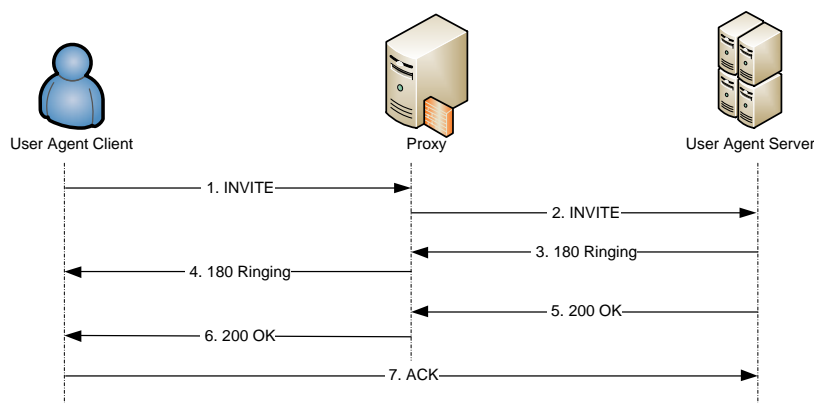 User Agent Client
Proxy
User Agent Server
1. INVITE
2. INVITE
3. 180 Ringing
4. 180 Ringing
5. 200 OK
6. 200 OK
7. ACK